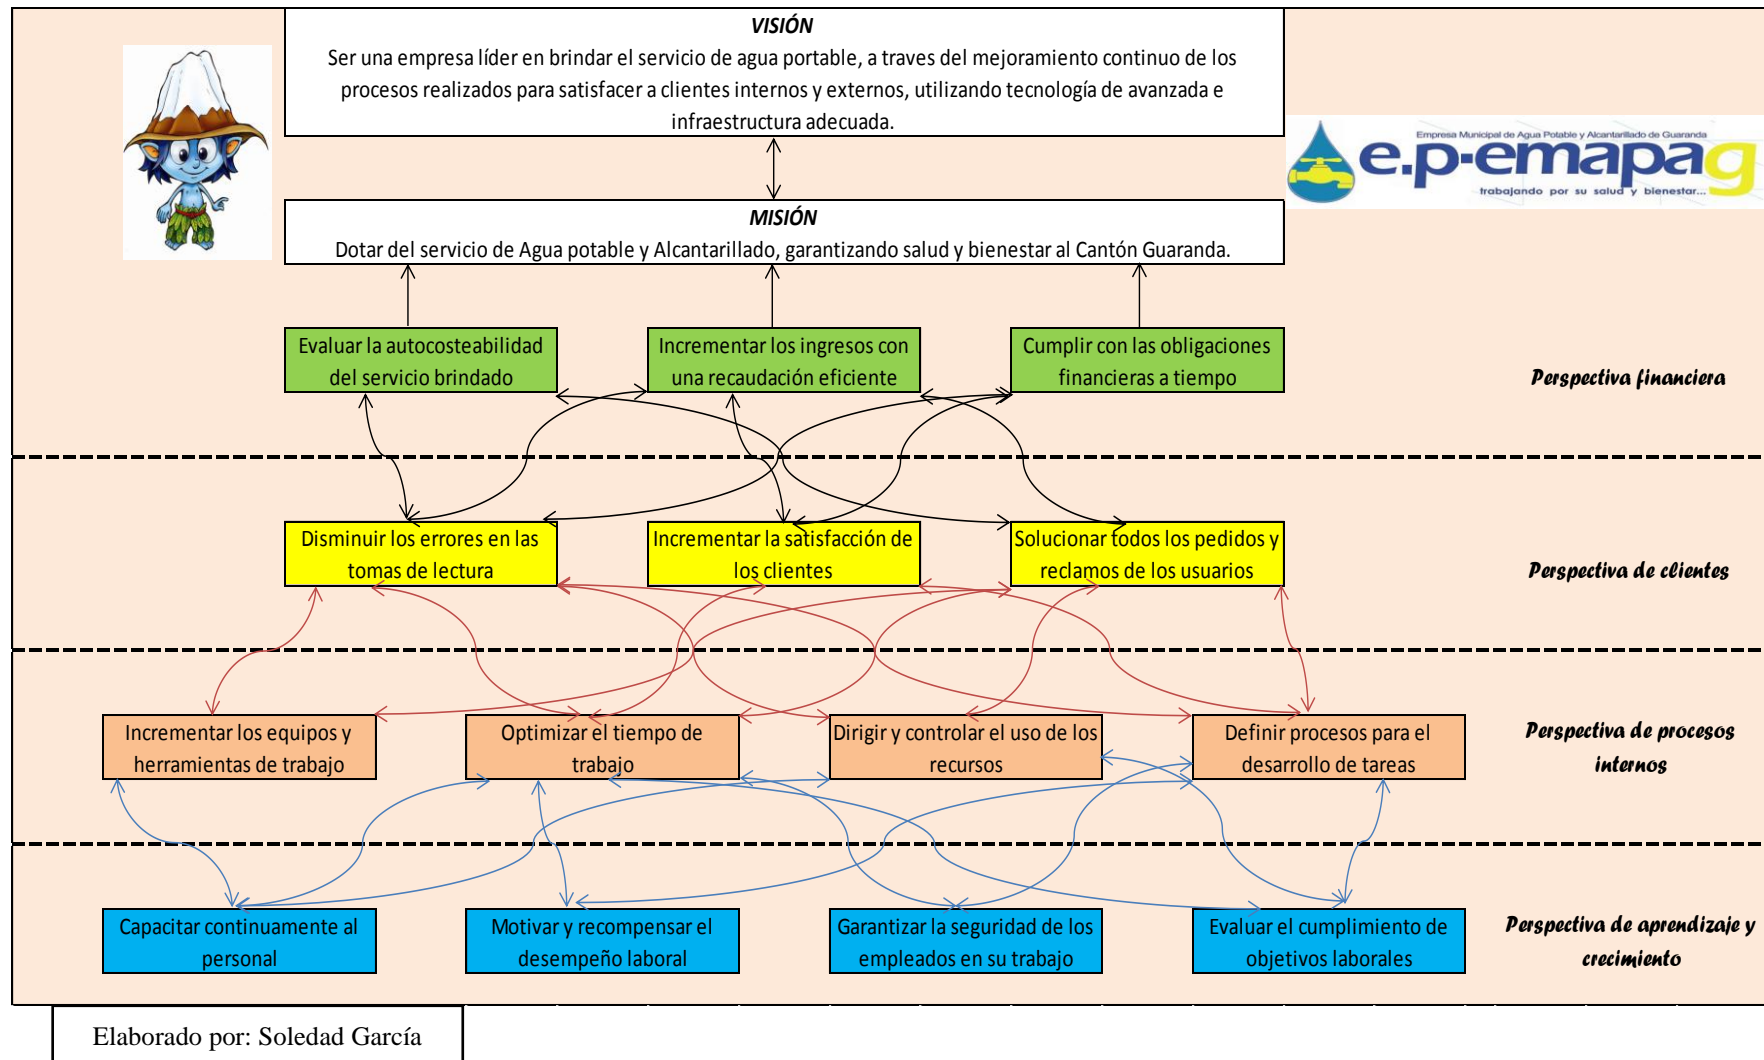 VISIÓN
Ser una empresa líder en brindar el servicio de agua portable, a traves del mejoramiento continuo de los
procesos realizados para satisfacer a clientes internos y externos, utilizando tecnología de avanzada e
infraestructura adecuada.
Empresa Municipal de Agua Potable y Alcantarillado de Guaranda
e.p-emapag
trabajando por su salud y bienestar...
MISIÓN
Dotar del servicio de Agua potable y Alcantarillado, garantizando salud y bienestar al Cantón Guaranda.
Evaluar la autocosteabilidad
del servicio brindado
Incrementar los ingresos con
una recaudación eficiente
Cumplir con las obligaciones
financieras a tiempo
Perspectiva financiera
Disminuir los errores en las
tomas de lectura
Incrementar la satisfacción de
los clientes
Solucionar todos los pedidos y
reclamos de los usuarios
Perspectiva de clientes
Incrementar los equipos y
herramientas de trabajo
Optimizar el tiempo de
trabajo
Dirigir y controlar el uso de los
recursos
Definir procesos para el
desarrollo de tareas
Perspectiva de procesos
internos
Capacitar continuamente al
personal
Motivar y recompensar el
desempeño laboral
Garantizar la seguridad de los
empleados en su trabajo
Evaluar el cumplimiento de
objetivos laborales
Perspectiva de aprendizaje y
crecimiento
Elaborado por: Soledad García